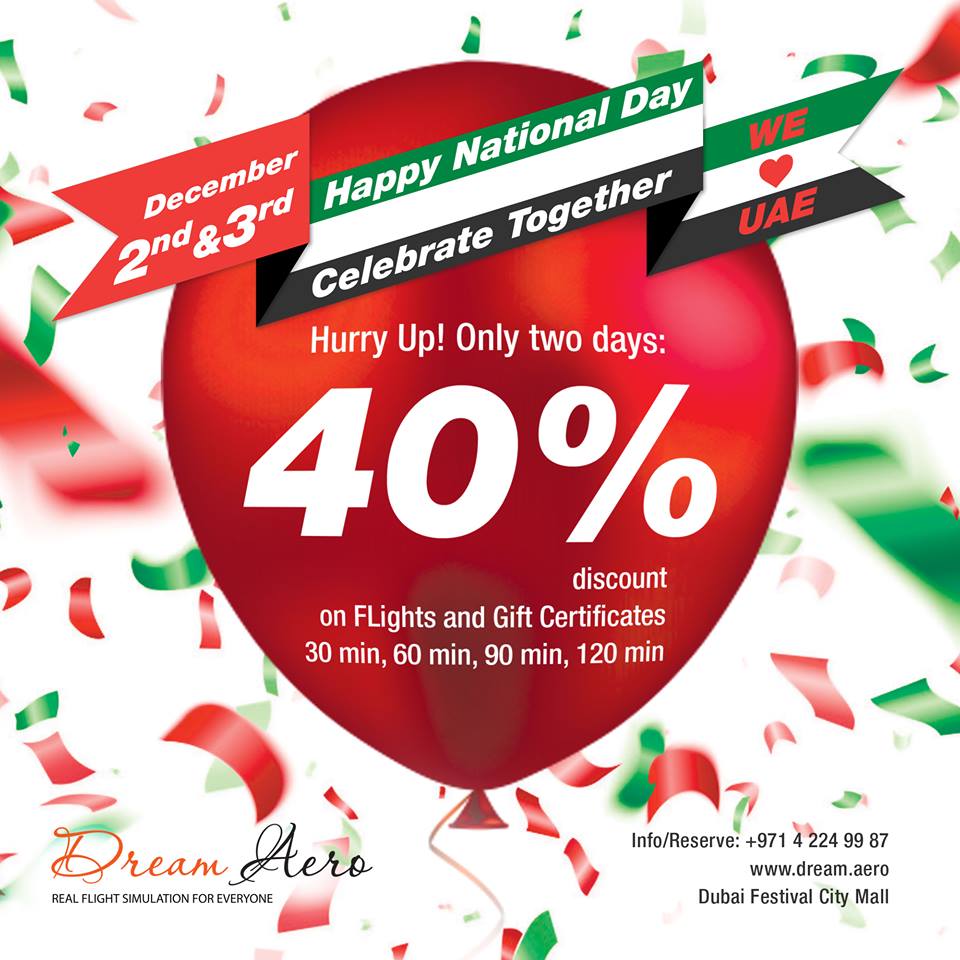 December
2nd & 3rd
Happy National Day
Celebrate Together
WE
UAE
Hurry Up! Only two days:
40%
discount
on FLights and Gift Certificates
30 min, 60 min, 90 min, 120 min
Dream Aero
REAL FLIGHT SIMULATION FOR EVERYONE
Info/Reserve: +971 4 224 99 87
www.dream.aero
Dubai Festival City Mall